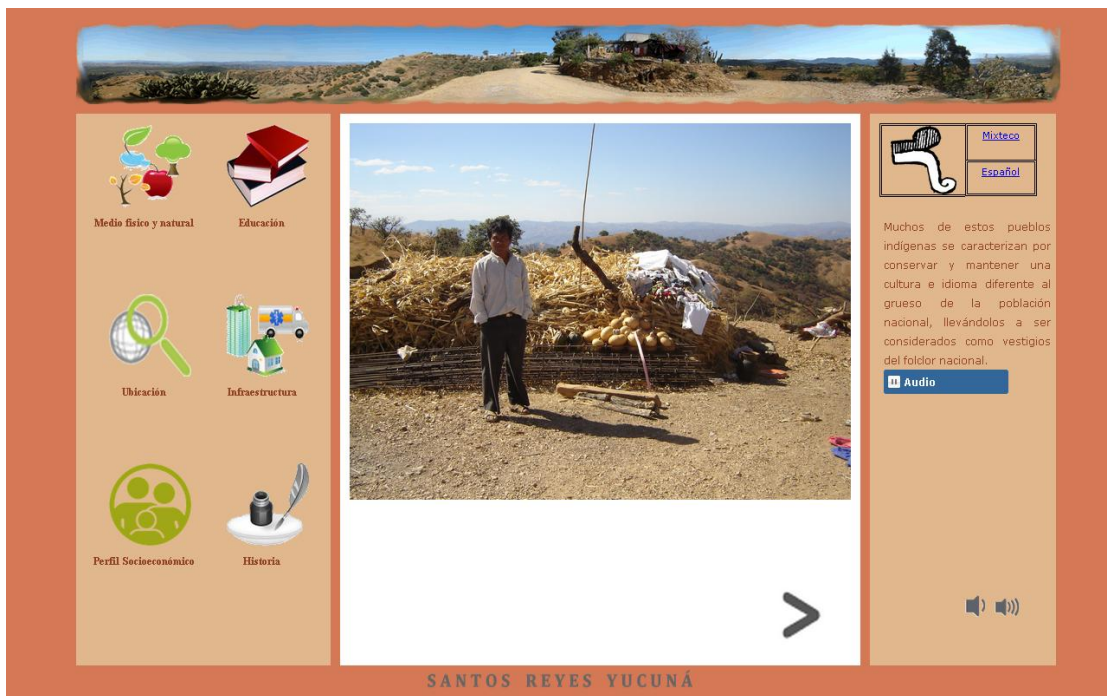 Medio físico y natural
Educación
Ubicación
Infraestructura
Perfil Socioeconómico
Historia
Mixteco
Español
Muchos de estos pueblos
indígenas se caracterizan por
conservar y mantener una
cultura e idioma diferente al
grueso de la población
nacional, llevándolos a ser
considerados como vestigios
del folclor nacional.
Audio
SANTOS REYES YUCUNÁ